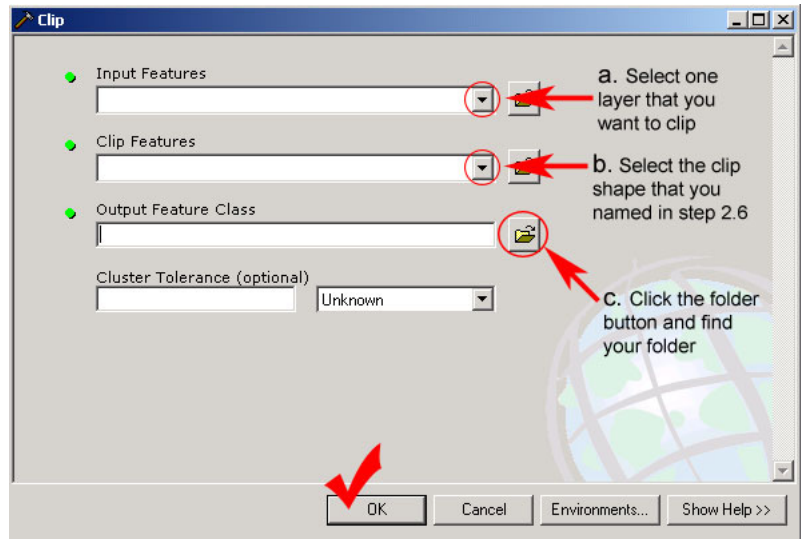 Clip
Input Features
a. Select one
layer that you
want to clip
Clip Features
b. Select the clip
shape that you
named in step 2.6
Output Feature Class
Cluster Tolerance (optional)
Unknown
c. Click the folder
button and find
your folder
OK
Cancel
Environments...
Show Help >>